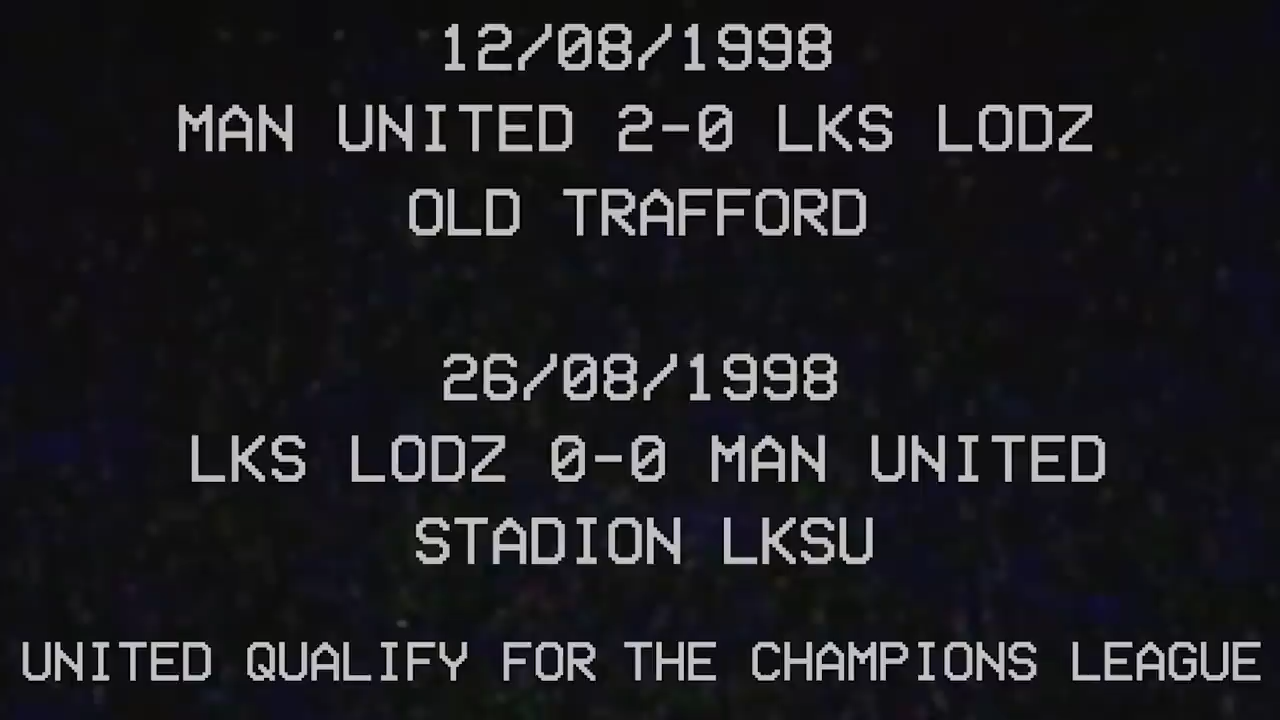 12/08/1998
MAN UNITED 2-0 LKS LODZ
OLD TRAFFORD
26/08/1998
LKS LODZ 0-0 MAN UNITED
STADION LKSU
UNITED QUALIFY FOR THE CHAMPIONS LEAGUE